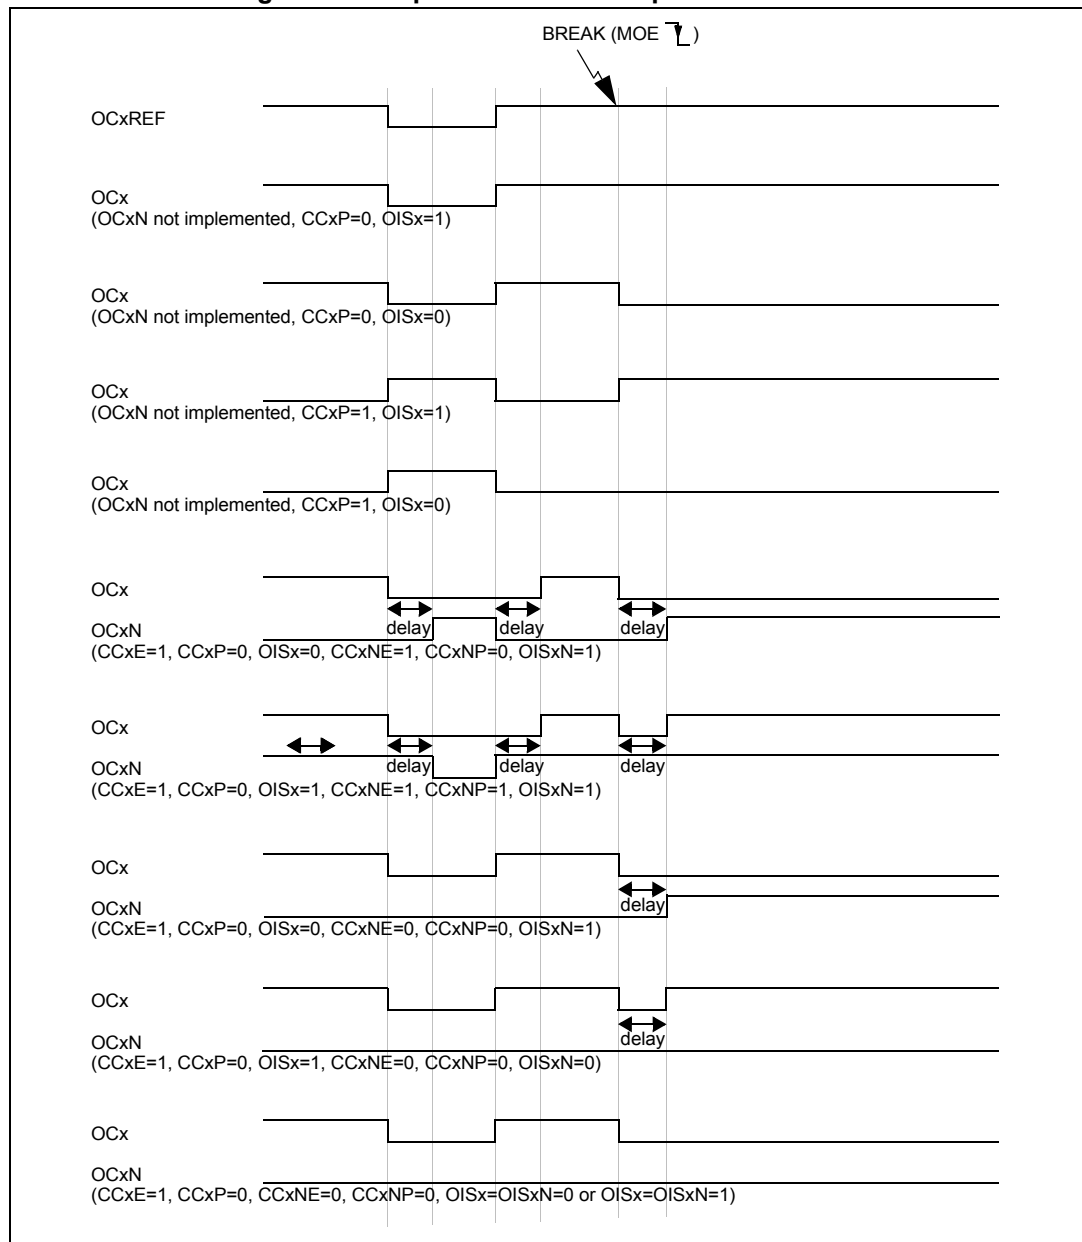 BREAK (MOE )
OCxREF
OCx
(OCxN not implemented, CCxP=0, OISx=1)
OCx
(OCxN not implemented, CCxP=0, OISx=0)
OCx
(OCxN not implemented, CCxP=1, OISx=1)
OCx
(OCxN not implemented, CCxP=1, OISx=0)
OCx
delay delay delay
OCxN
(CCxE=1, CCxP=0, OISx=0, CCxNE=1, CCxNP=0, OISxN=1)
OCx
delay delay delay
OCxN
(CCxE=1, CCxP=0, OISx=1, CCxNE=1, CCxNP=1, OISxN=1)
OCx
delay
OCxN
(CCxE=1, CCxP=0, OISx=0, CCxNE=0, CCxNP=0, OISxN=1)
OCx
delay
OCxN
(CCxE=1, CCxP=0, OISx=1, CCxNE=0, CCxNP=0, OISxN=0)
OCx
OCxN
(CCxE=1, CCxP=0, CCxNE=0, CCxNP=0, OISx=OISxN=0 or OISx=OISxN=1)